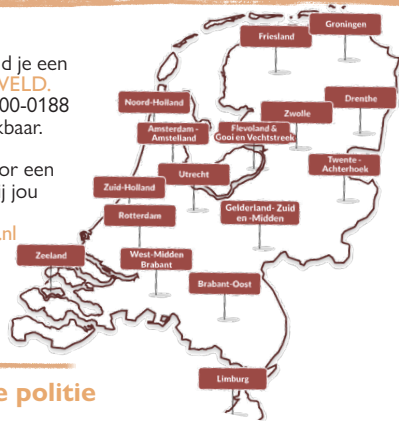 d je een
VELD.
00-0188
kbaar.
or een
ij jou
.nl
Groningen
Friesland
Drenthe
Noord-Holland
Zwolle
Amsterdam -
Amstelland
Flevoland &
Gooi en Vechtstreek
Twente -
Achterhoek
Utrecht
Zuid-Holland
Gelderland- Zuid
en -Midden
Rotterdam
Zeeland
West-Midden
Brabant
Brabant-Oost
Limburg
e politie